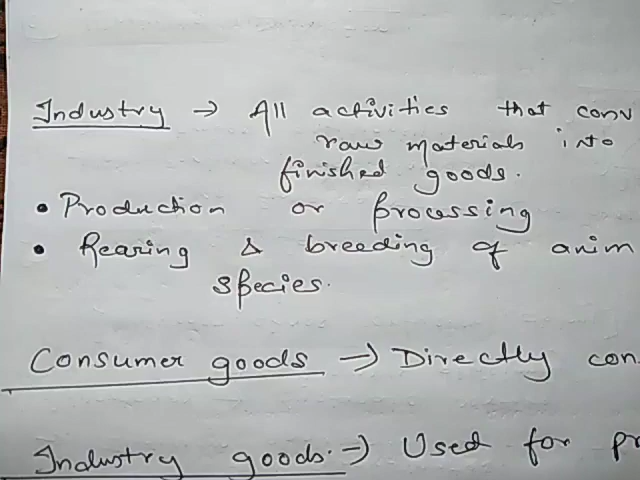 Industry → All activities that conv
raw materials into
finished goods.
• Production or processing
• Rearing & breeding of anim
species.
Consumer goods → Directly con
Industry goods. → Used for pr